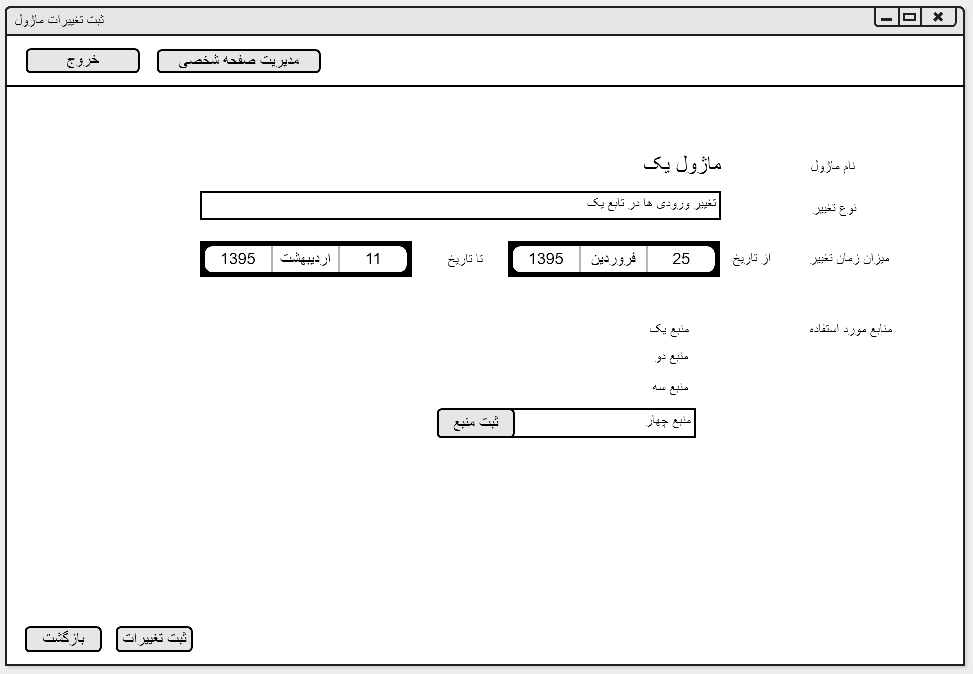 ثبت تغییرات ماژول
مدیریت صفحه شخصی
خروج
نام ماژول
ماژول یک
نوع تغییر
تغییر ورودی ها در تابع یک
میزان زمان تغییر
از تاریخ
25 فروردین 1395
تا تاریخ
11 اردیبهشت 1395
منابع مورد استفاده
منبع یک
منبع دو
منبع سه
منبع چهار
ثبت منبع
ثبت تغییرات
بازگشت